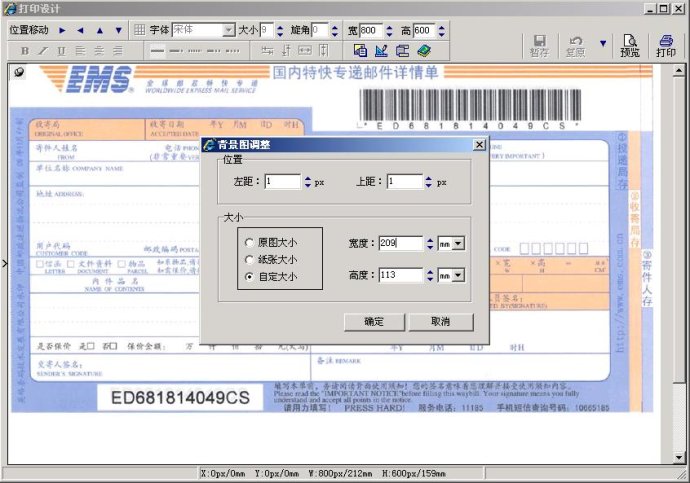 打印设计
位置移动 字体 宋体 大小 9 旋角 0 宽 800 高 600
B I U 暂存 复原 预览 打印
EMS 国内特快专递邮件详情单
全球邮政特快专递
WORLDWIDE EXPRESS MAIL SERVICE
* E D 6 8 1 8 1 4 0 4 9 C S *
收寄局 收寄日期 年Y 月M 日D 时H
ORIGINAL OFFICE ACCEPTED DATE
寄件人姓名 电话
FROM (非常重要
VERY IMPORTANT)
单位名称 COMPANY NAME
地址 ADDRESS
用户代码 邮政编码
CUSTOMER CODE
CODE
信函 文件资料 物品
LETTER DOCUMENT PARCEL
内件品名
NAME OF CONTENTS
是否保价 是 否 保价金额: 万
年Y 月M 日D 时H
交寄人签名:
SENDER'S SIGNATURE
备注 REMARK
ED681814049CS
填写本单前,务请阅读背面使用须知!您的签名意味着您理解并接受使用须知内容。
Please read the "IMPORTANT NOTICE" before filling this waybill. Your signature means you fully
understand and accept all points in the notice.
请用力填写! PRESS HARD! 服务电话:11185 手机短信查询号码:10665185
http://www.ems.com.cn
①投递局存
②收寄局存
③寄件人存
背景图调整
位置
左距: 1 px 上距: 1 px
大小
原图大小
纸张大小
自定大小
宽度: 209 mm
高度: 113 mm
确定 取消
X:0px/0mm Y:0px/0mm W:800px/212mm H:600px/159mm